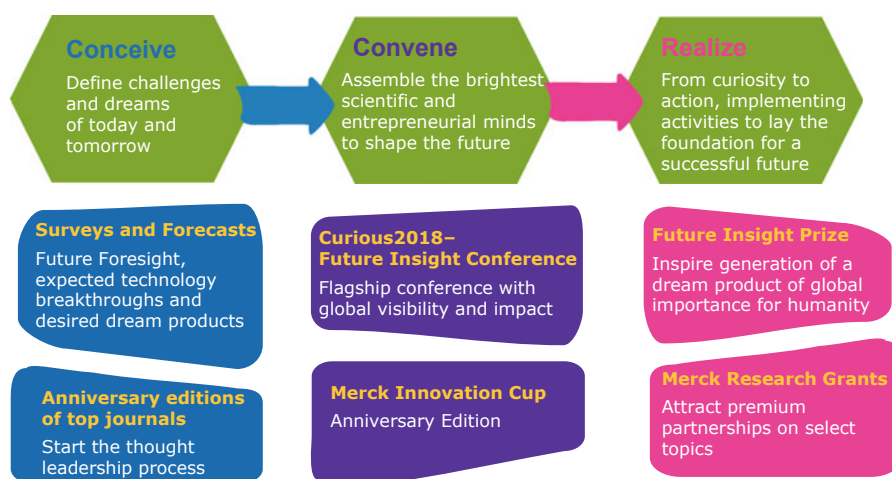 Conceive
Define challenges
and dreams
of today and
tomorrow
Convene
Assemble the brightest
scientific and
entrepreneurial minds
to shape the future
Realize
From curiosity to
action, implementing
activities to lay the
foundation for a
successful future
Surveys and Forecasts
Future Foresight,
expected technology
breakthroughs and
desired dream products
Curious2018–
Future Insight Conference
Flagship conference with
global visibility and impact
Future Insight Prize
Inspire generation of a
dream product of global
importance for humanity
Anniversary editions
of top journals
Start the thought
leadership process
Merck Innovation Cup
Anniversary Edition
Merck Research Grants
Attract premium
partnerships on select
topics